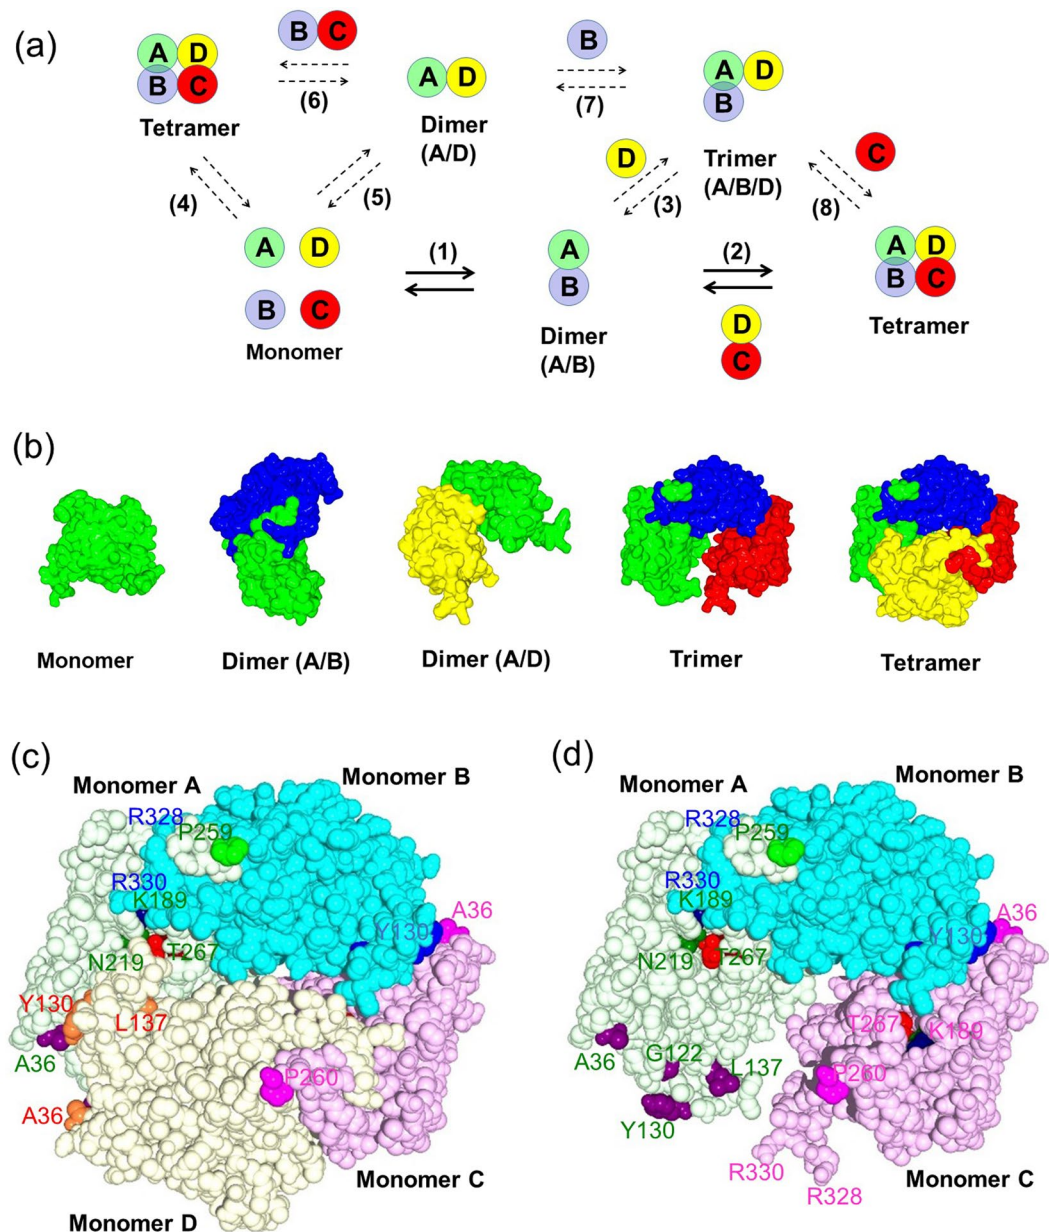 (a)
B C
B
A D
B C
(6)
A D
(7)
A D
B
Tetramer
Dimer
(A/D)
D
Trimer
(A/B/D)
C
(4)
(5)
(3)
(8)
A D
(1)
A
B
(2)
A D
B C
B C
Monomer
Dimer
(A/B)
D
C
Tetramer
(b)
Monomer
Dimer (A/B)
Dimer (A/D)
Trimer
Tetramer
(c)
Monomer A
Monomer B
R328
P259
R330
K189
A36
Y130
N219
T267
Y130
L137
A36
P260
A36
Monomer C
Monomer D
(d)
Monomer A
Monomer B
R328
P259
R330
K189
A36
Y130
N219
T267
T267
K189
A36
G122
L137
P260
Y130
R330
R328
Monomer C